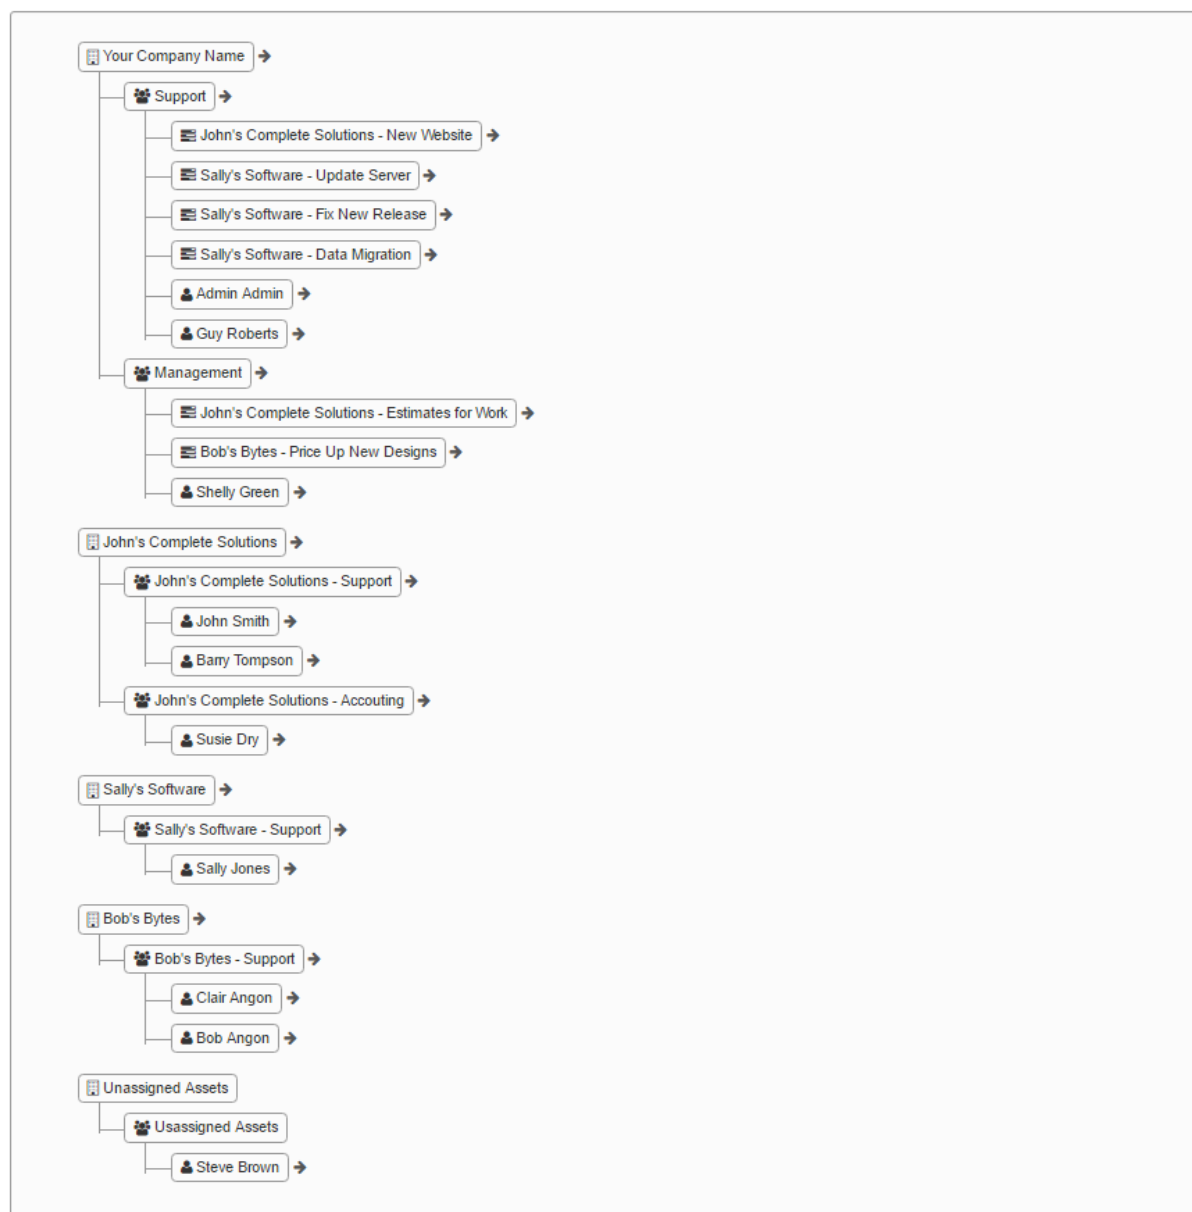 Your Company Name
Support
John's Complete Solutions - New Website
Sally's Software - Update Server
Sally's Software - Fix New Release
Sally's Software - Data Migration
Admin Admin
Guy Roberts
Management
John's Complete Solutions - Estimates for Work
Bob's Bytes - Price Up New Designs
Shelly Green
John's Complete Solutions
John's Complete Solutions - Support
John Smith
Barry Tompson
John's Complete Solutions - Accouting
Susie Dry
Sally's Software
Sally's Software - Support
Sally Jones
Bob's Bytes
Bob's Bytes - Support
Clair Angon
Bob Angon
Unassigned Assets
Usassigned Assets
Steve Brown